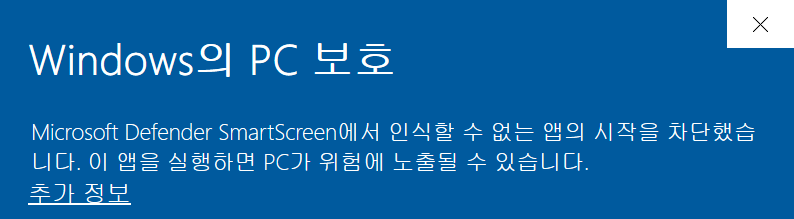 Windows의 PC 보호
Microsoft Defender SmartScreen에서 인식할 수 없는 앱의 시작을 차단했습
니다. 이 앱을 실행하면 PC가 위험에 노출될 수 있습니다.
추가 정보